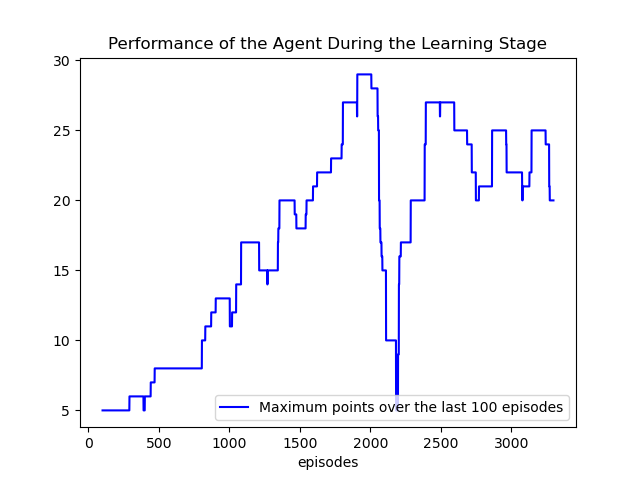 Performance of the Agent During the Learning Stage
30
25
20
15
10
5
Maximum points over the last 100 episodes
0 500 1000 1500 2000 2500 3000
episodes